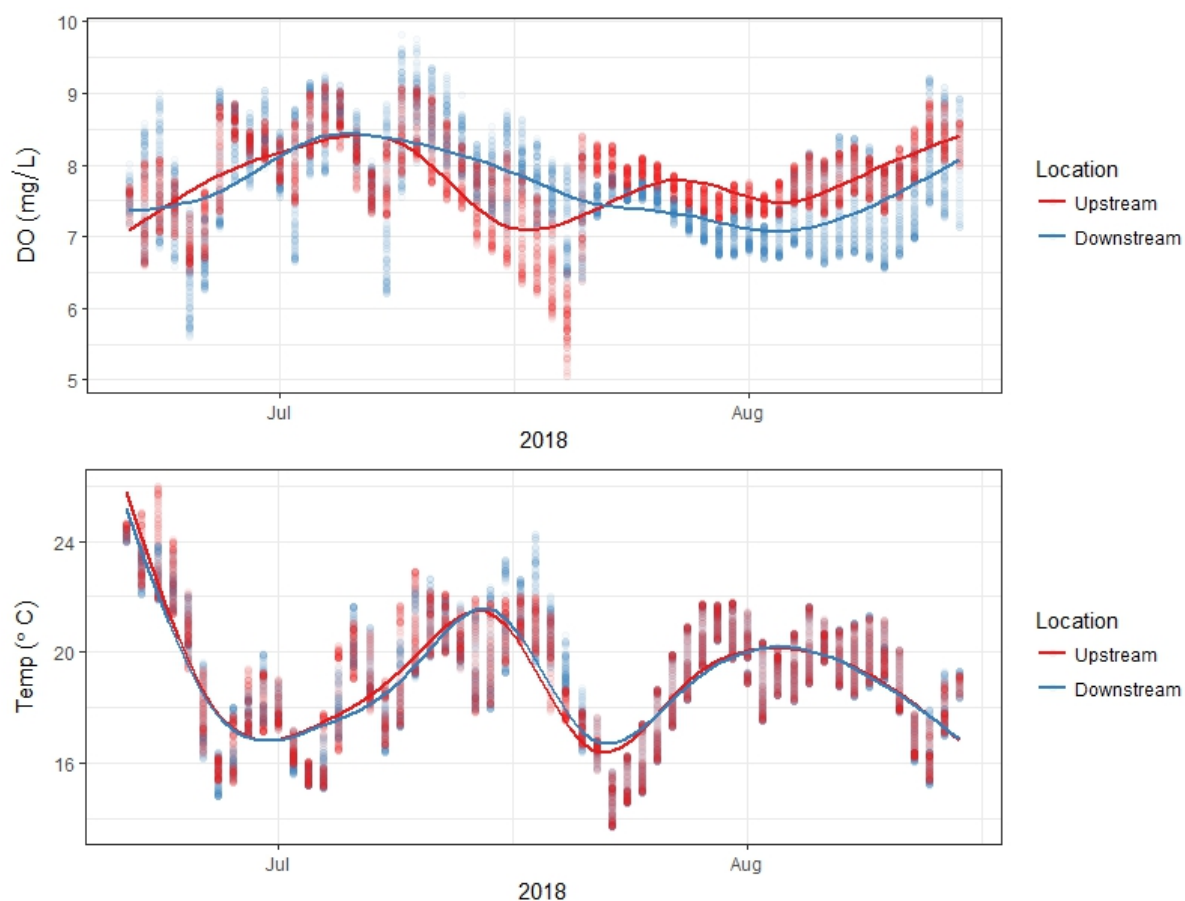 10
9
8
7
6
5
DO (mg/L)
Jul
Aug
2018
Location
Upstream
Downstream
24
20
16
Temp (° C)
Jul
Aug
2018
Location
Upstream
Downstream